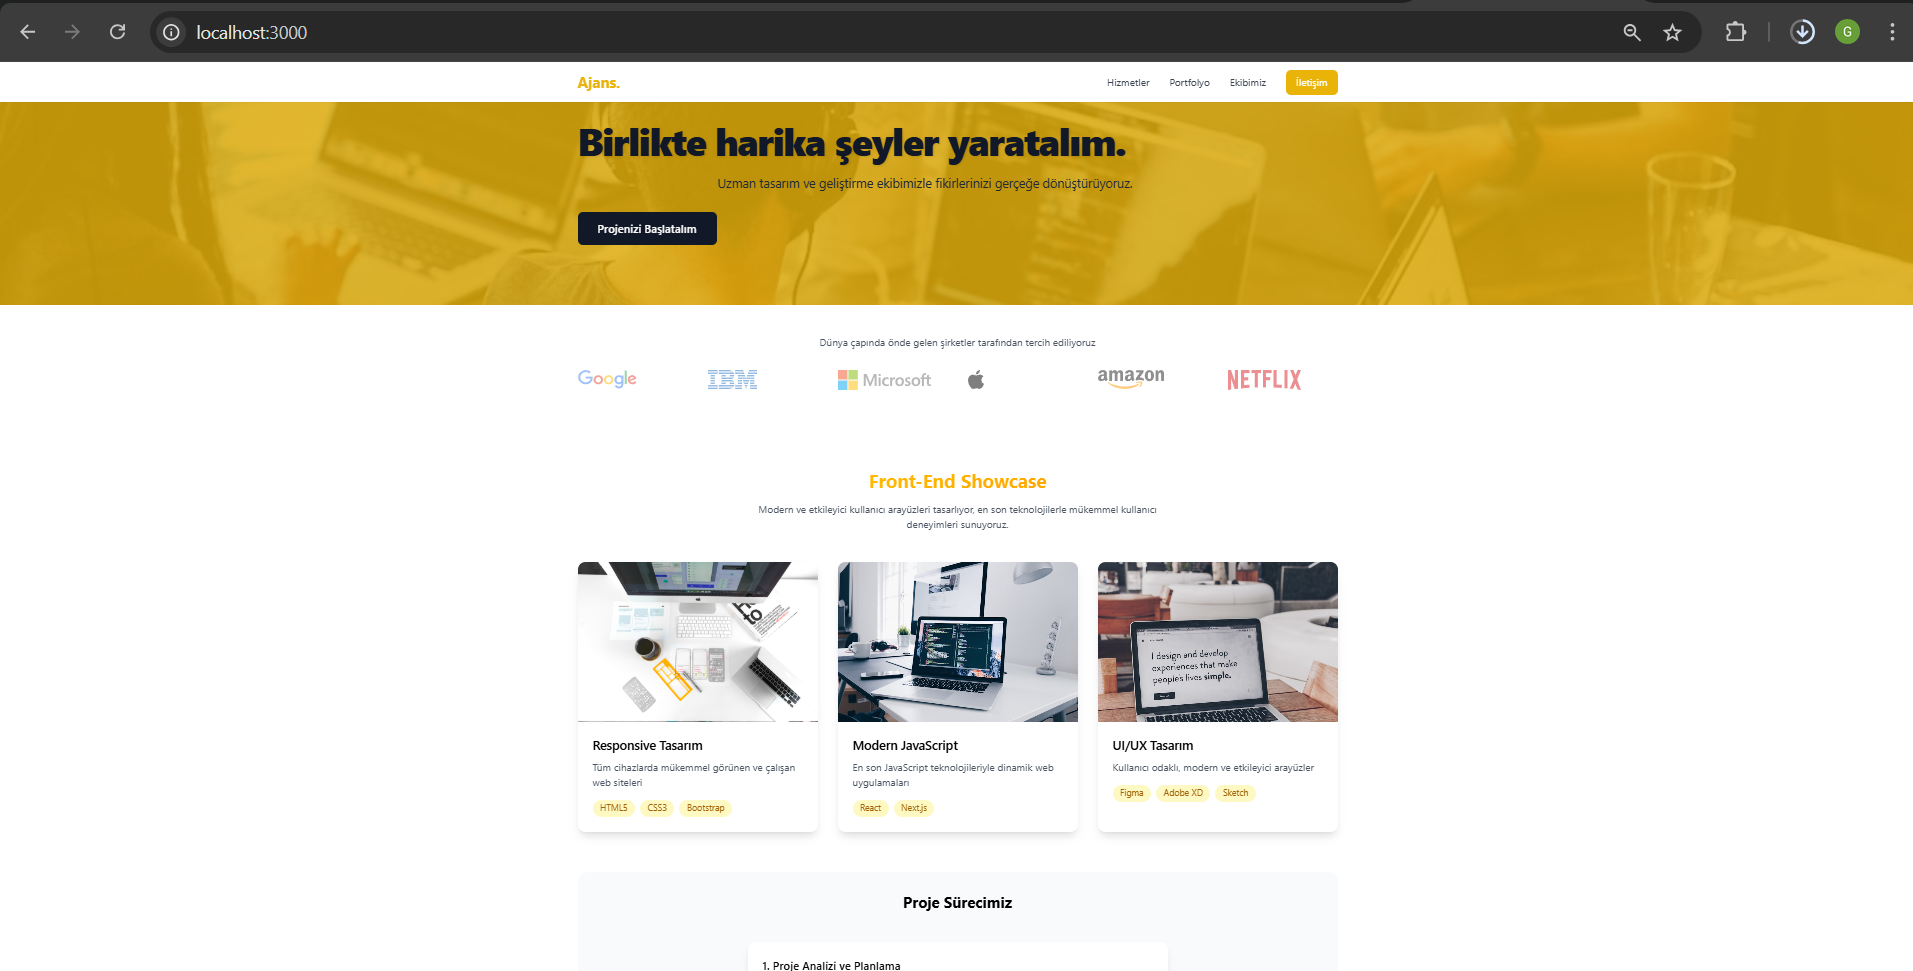 localhost:3000
G
Ajans.
Hizmetler
Portfolyo
Ekibimiz
İletişim
Birlikte harika şeyler yaratalım.
Uzman tasarım ve geliştirme ekibimizle fikirlerinizi gerçeğe dönüştürüyoruz.
Projenizi Başlatalım
Dünya çapında önde gelen şirketler tarafından tercih ediliyoruz
Google
IBM
Microsoft
amazon
NETFLIX
Front-End Showcase
Modern ve etkileyici kullanıcı arayüzleri tasarlıyor, en son teknolojilerle mükemmel kullanıcı
deneyimleri sunuyoruz.
I design and develop
experiences that make
people's lives simple.
Responsive Tasarım
Tüm cihazlarda mükemmel görünen ve çalışan
web siteleri
HTML5
CSS3
Bootstrap
Modern JavaScript
En son JavaScript teknolojileriyle dinamik web
uygulamaları
React
Next.js
UI/UX Tasarım
Kullanıcı odaklı, modern ve etkileyici arayüzler
Figma
Adobe XD
Sketch
Proje Sürecimiz
1. Proje Analizi ve Planlama